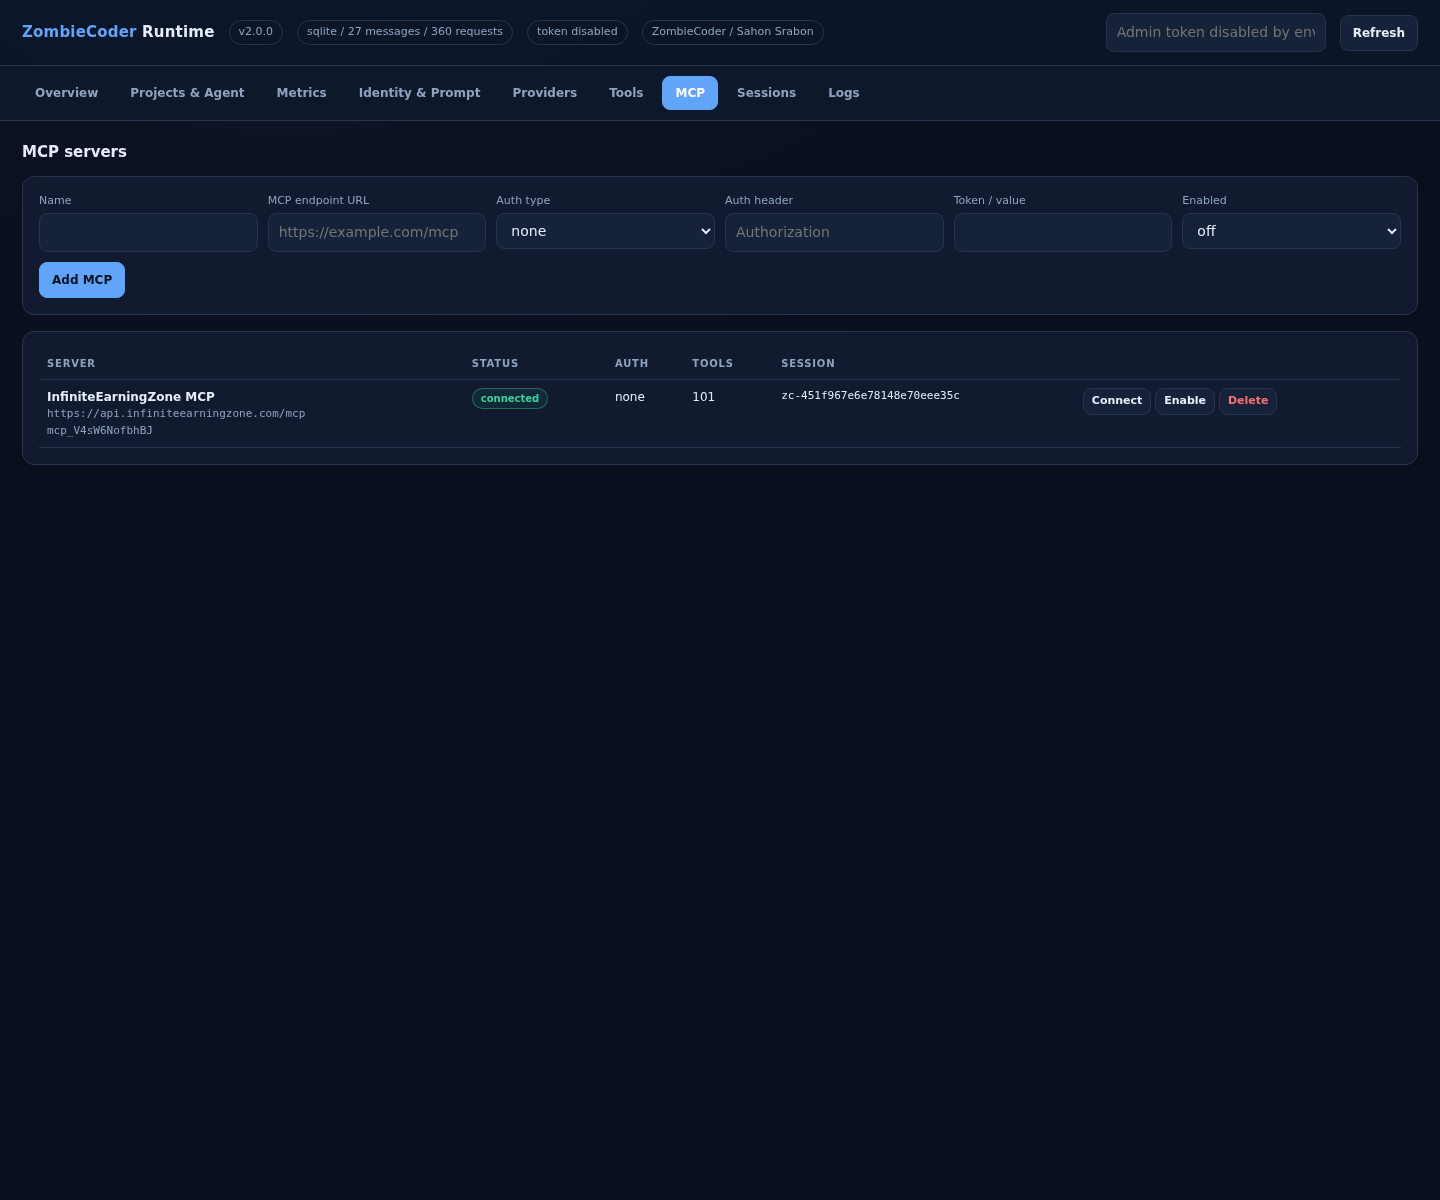 ZombieCoder Runtime
v2.0.0
sqlite / 27 messages / 360 requests
token disabled
ZombieCoder / Sahon Srabon
Admin token disabled by env
Refresh
Overview
Projects & Agent
Metrics
Identity & Prompt
Providers
Tools
MCP
Sessions
Logs
MCP servers
Name
MCP endpoint URL
Auth type
Auth header
Token / value
Enabled
https://example.com/mcp
none
Authorization
off
Add MCP
SERVER
STATUS
AUTH
TOOLS
SESSION
InfiniteEarningZone MCP
https://api.infiniteearningzone.com/mcp
mcp_V4sW6NofbhBJ
connected
none
101
zc-451f967e6e78148e70eee35c
Connect
Enable
Delete